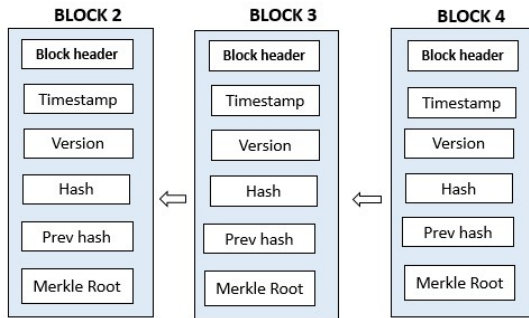 BLOCK 2
Block header
Timestamp
Version
Hash
Prev hash
Merkle Root
BLOCK 3
Block header
Timestamp
Version
Hash
Prev hash
Merkle Root
BLOCK 4
Block header
Timestamp
Version
Hash
Prev hash
Merkle Root